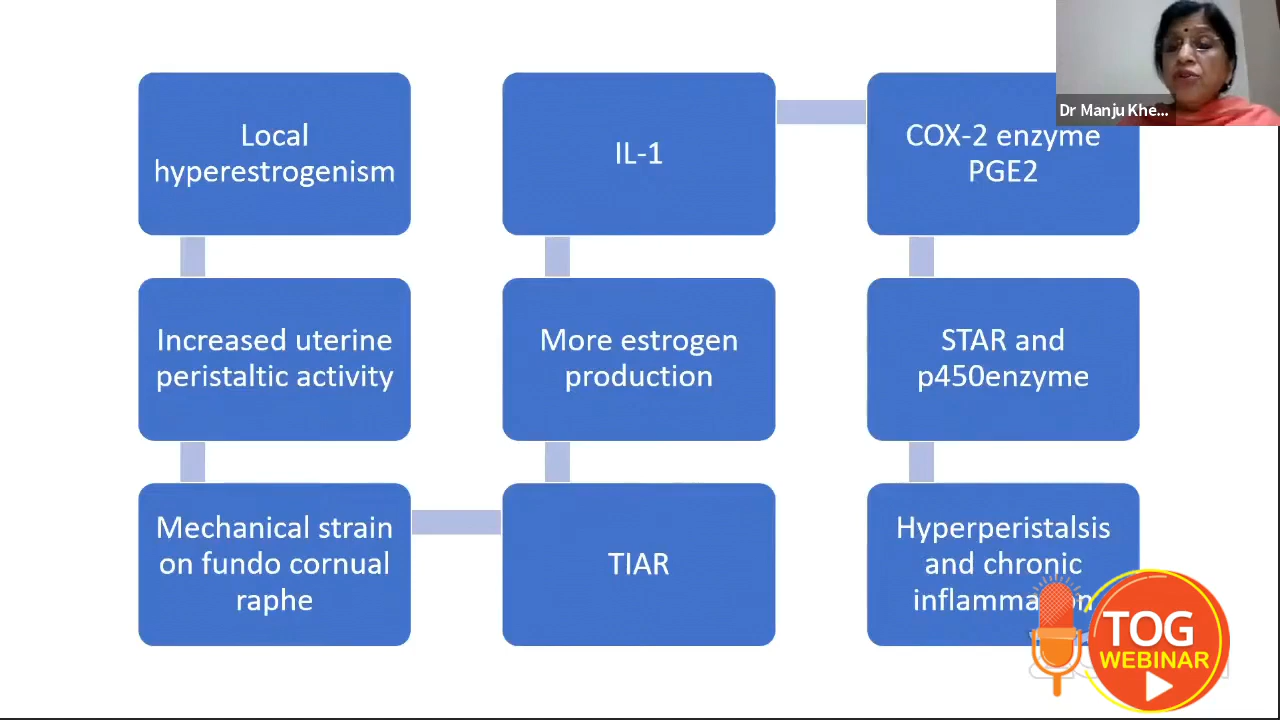 Local
hyperestrogenism
Increased uterine
peristaltic activity
Mechanical strain
on fundo cornual
raphe
TIAR
More estrogen
production
IL-1
COX-2 enzyme
PGE2
STAR and
p450enzyme
Hyperperistalsis
and chronic
Dr Manju Khe...
TOG
WEBINAR